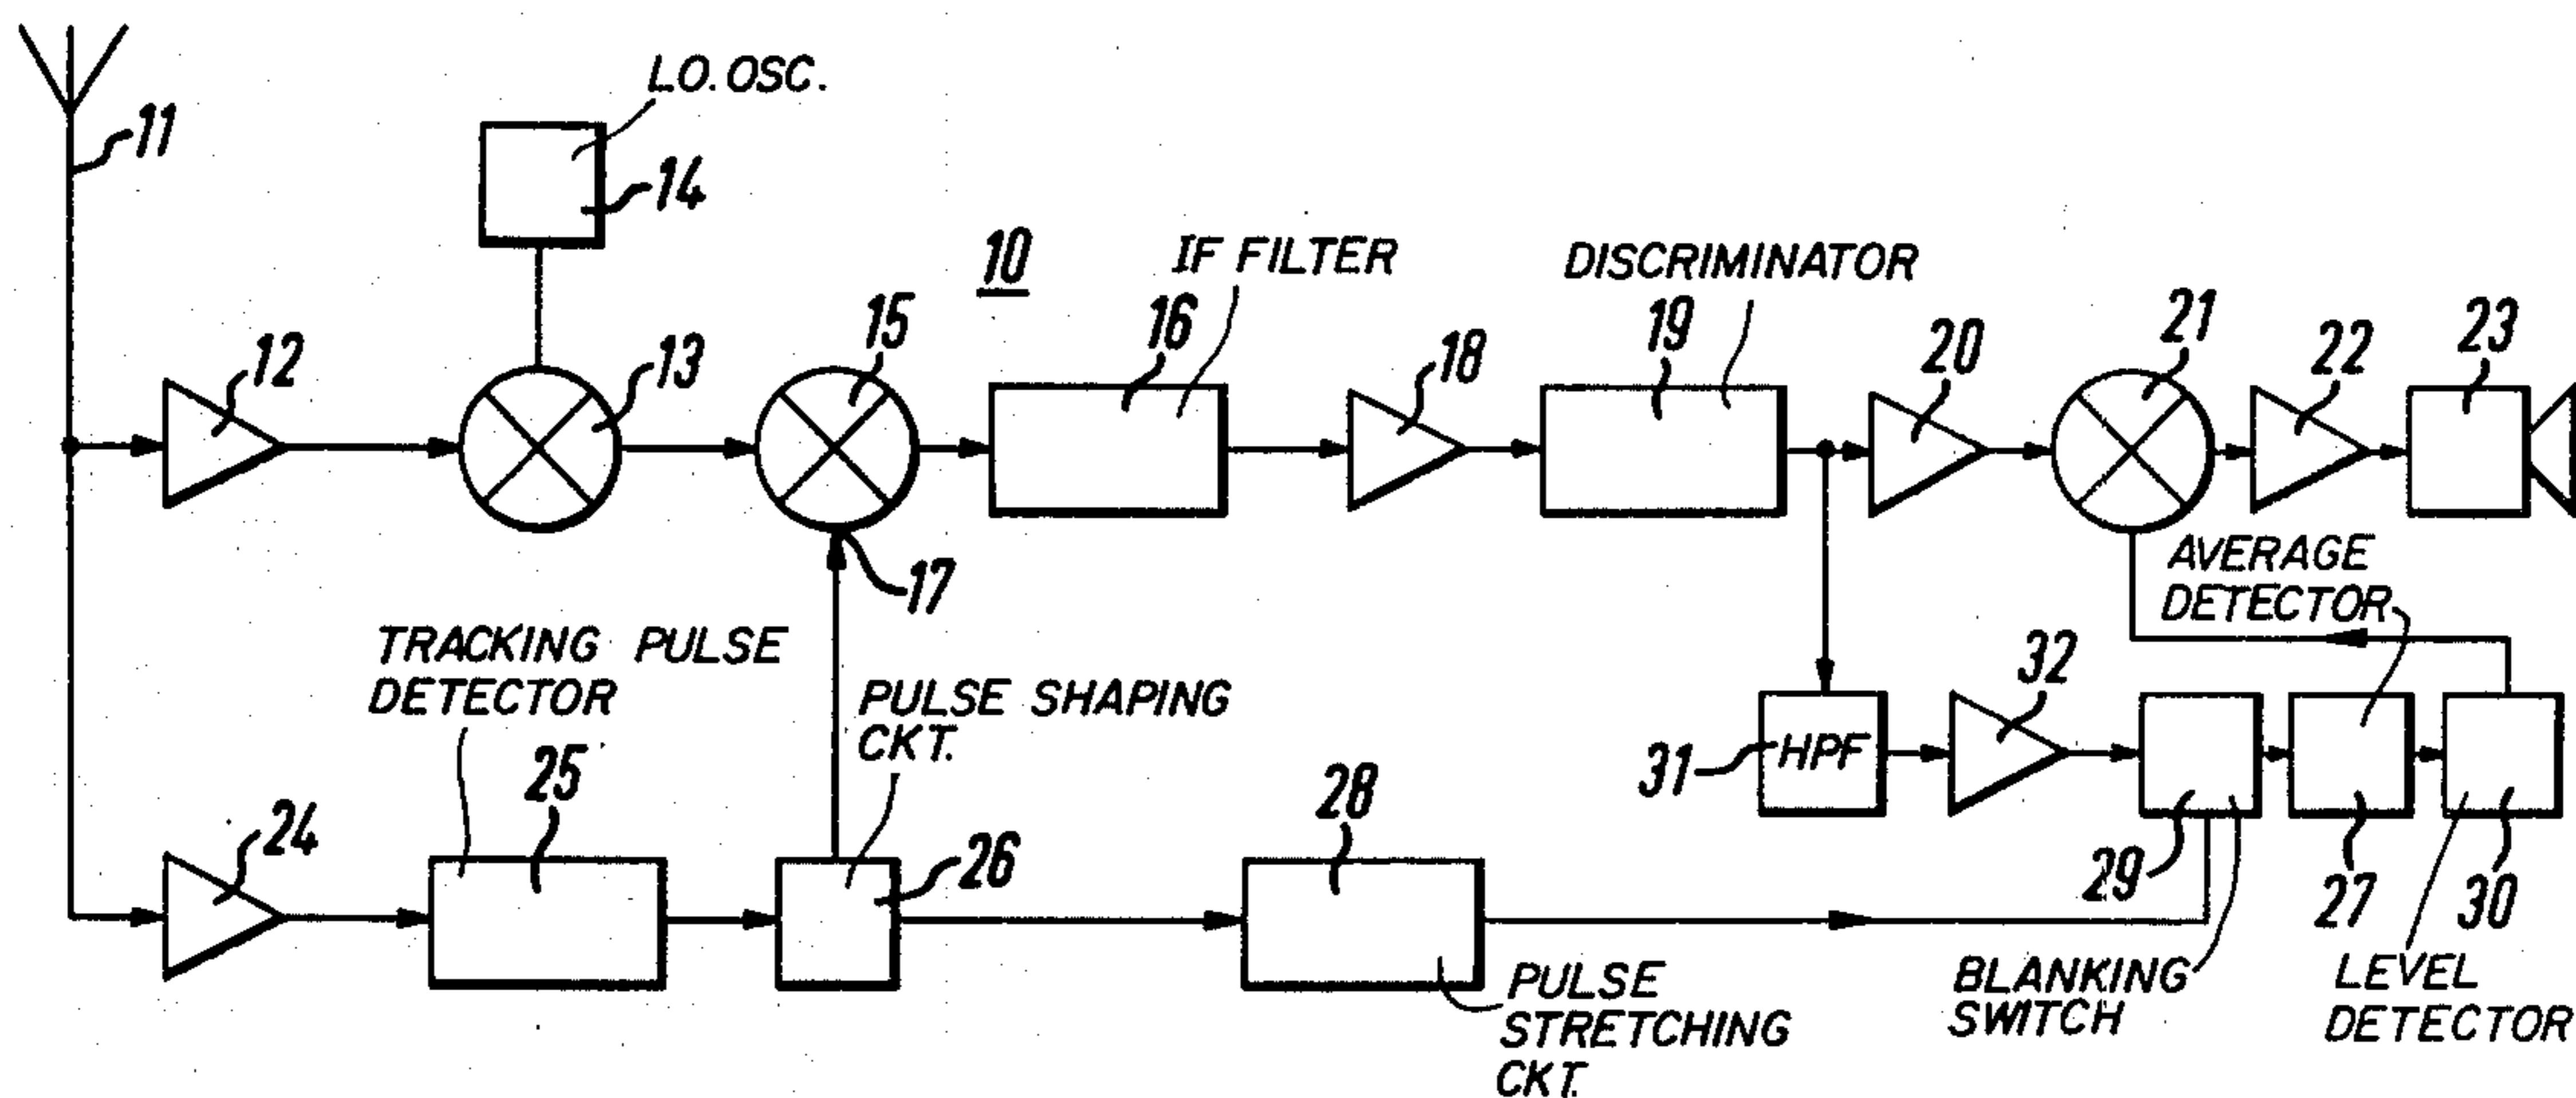 LO. OSC.
11
14
10
IF FILTER
DISCRIMINATOR
12
13
15
16
18
19
20
21
22
23
17
AVERAGE
DETECTOR
TRACKING PULSE
DETECTOR
PULSE SHAPING
CKT.
32
31
HPF
24
25
26
28
29
27
30
PULSE
STRETCHING
CKT.
BLANKING
SWITCH
LEVEL
DETECTOR